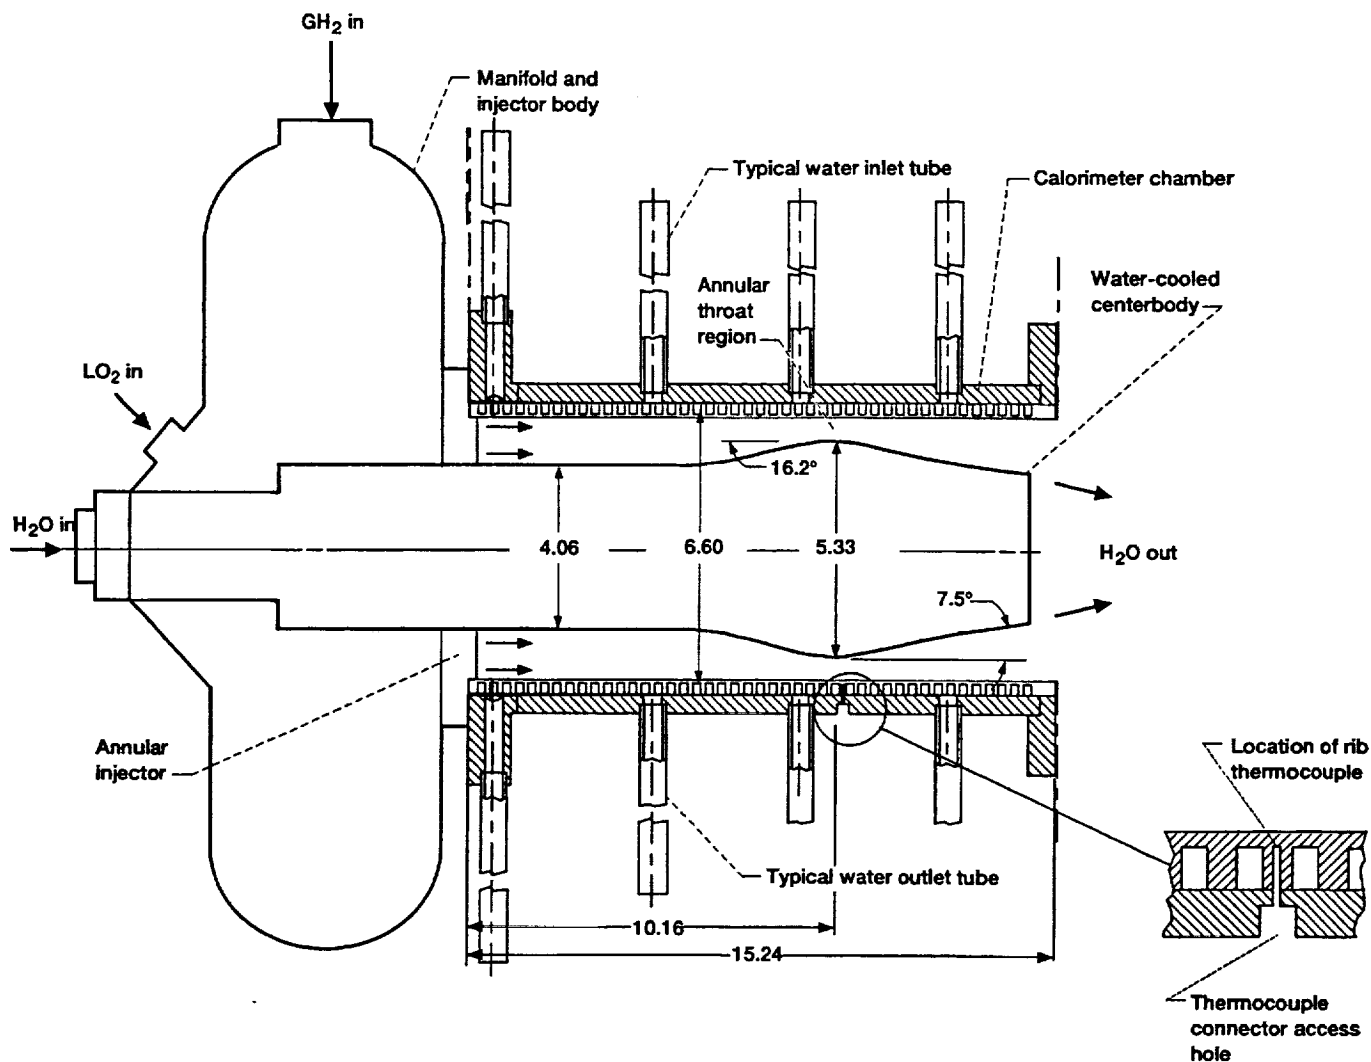 GH2 in
Manifold and
injector body
Typical water inlet tube
Calorimeter chamber
Annular
throat
region
Water-cooled
centerbody
LO2 in
16.2°
H2O in
4.06
6.60
5.33
H2O out
7.5°
Annular
injector
Location of rib
thermocouple
Typical water outlet tube
10.16
15.24
Thermocouple
connector access
hole